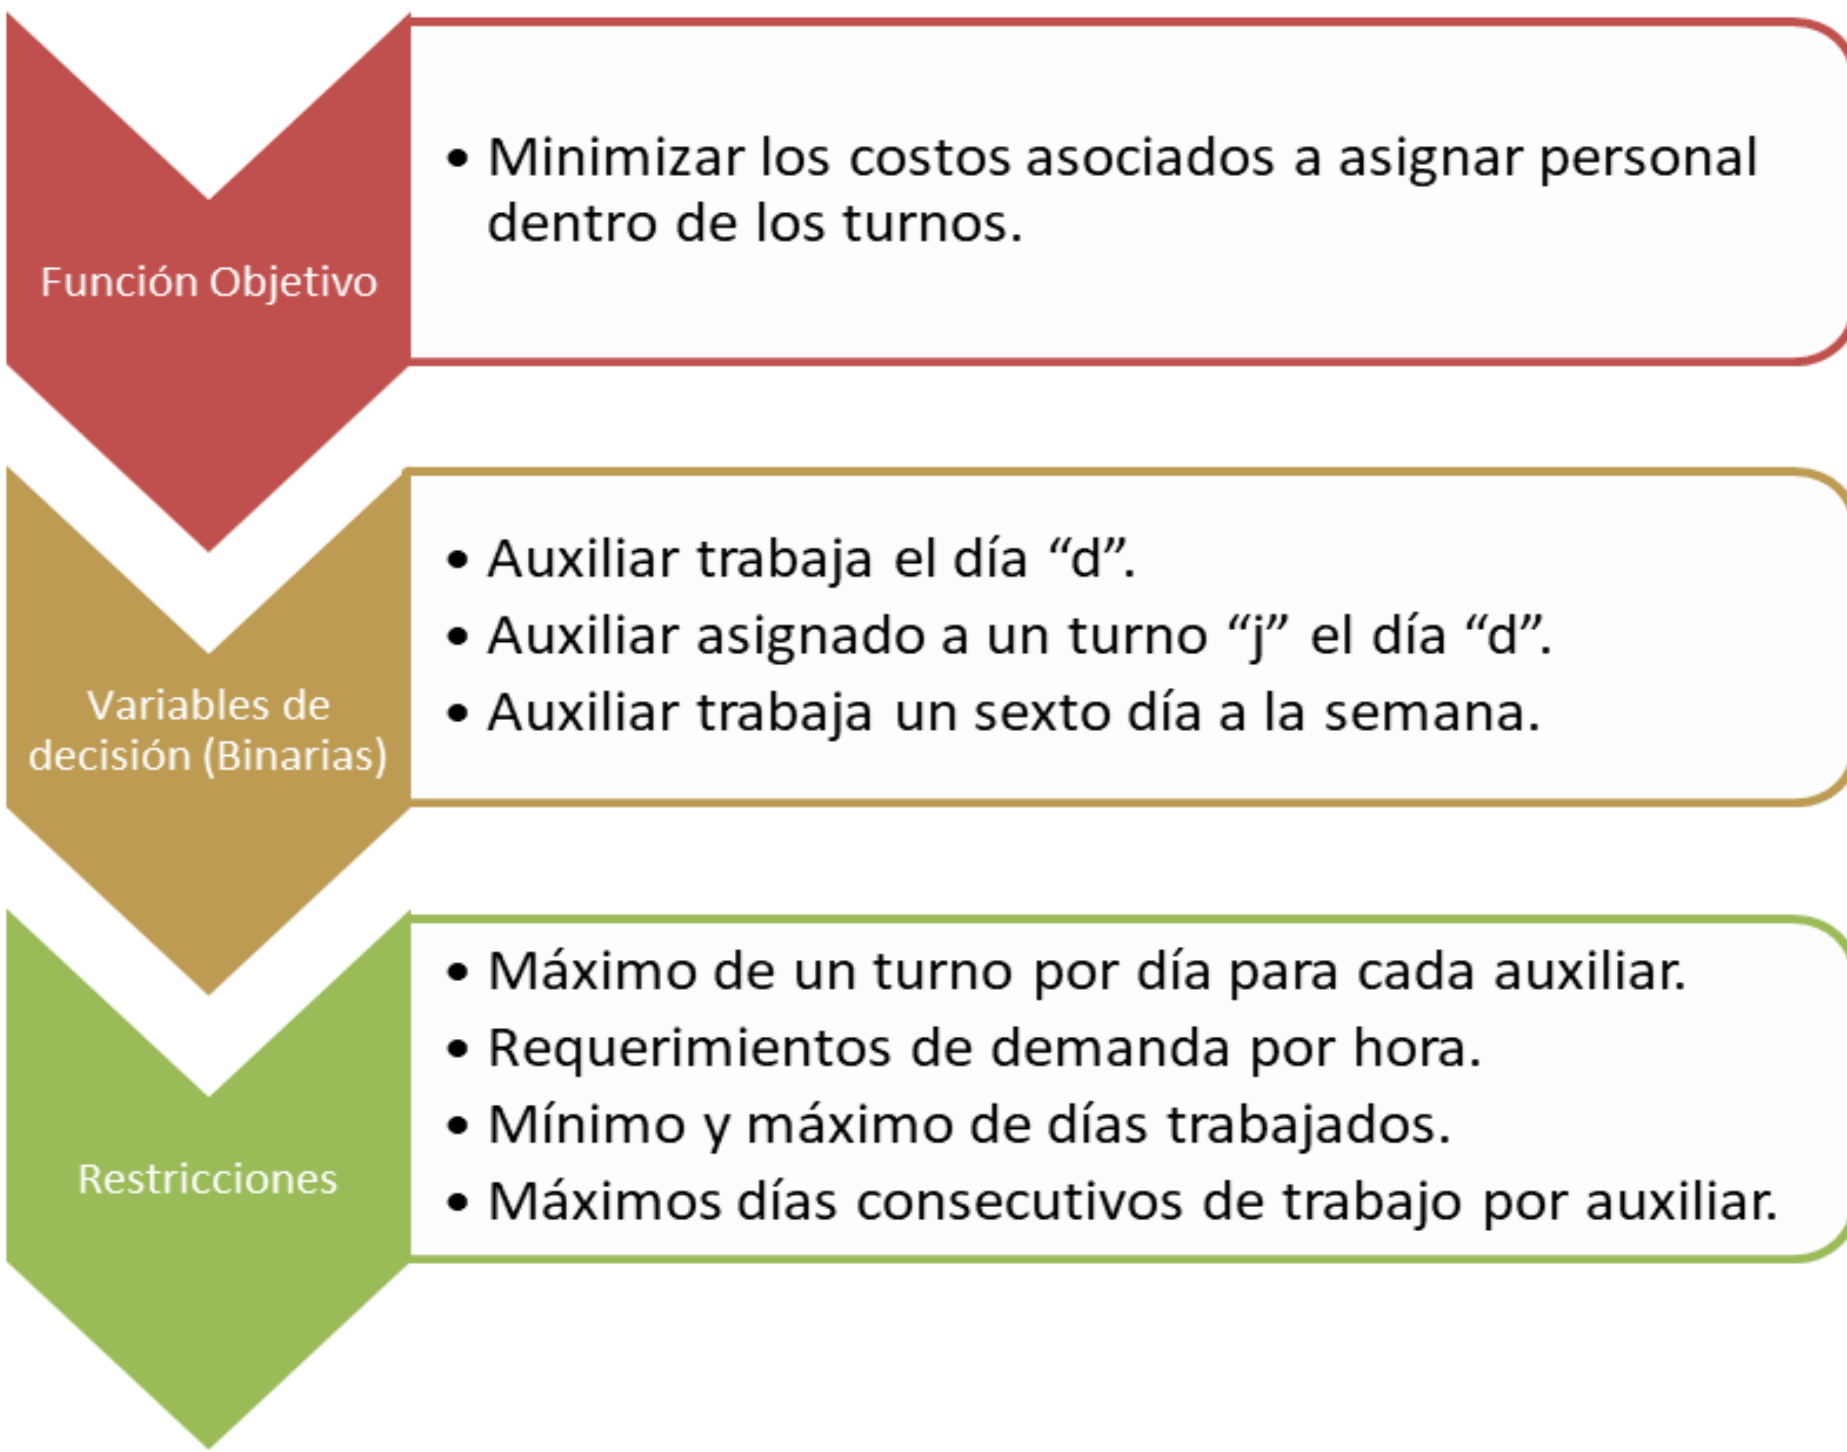 Función Objetivo
• Minimizar los costos asociados a asignar personal
dentro de los turnos.
Variables de
decisión (Binarias)
• Auxiliar trabaja el día “d”.
• Auxiliar asignado a un turno “j” el día “d”.
• Auxiliar trabaja un sexto día a la semana.
Restricciones
• Máximo de un turno por día para cada auxiliar.
• Requerimientos de demanda por hora.
• Mínimo y máximo de días trabajados.
• Máximos días consecutivos de trabajo por auxiliar.